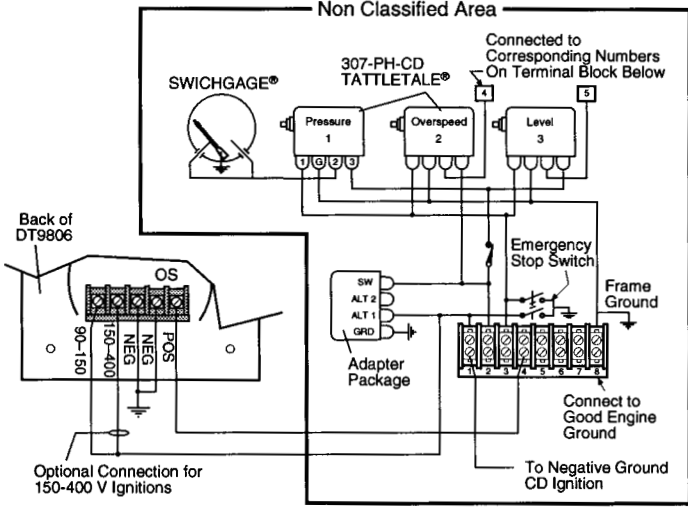 Non Classified Area
Connected to
Corresponding Numbers
On Terminal Block Below
307-PH-CD
TATTLETALE®
SWICHGAGE®
4
5
Pressure
1
Overspeed
2
Level
3
1 G 2 3
Back of
DT9806
OS
90-150
150-400
NEG
NEG
POS
SW
ALT 2
ALT 1
GRD
Adapter
Package
Emergency
Stop Switch
Frame
Ground
1 2 3 4 5 6 7 8
Connect to
Good Engine
Ground
Optional Connection for
150-400 V Ignitions
To Negative Ground
CD Ignition